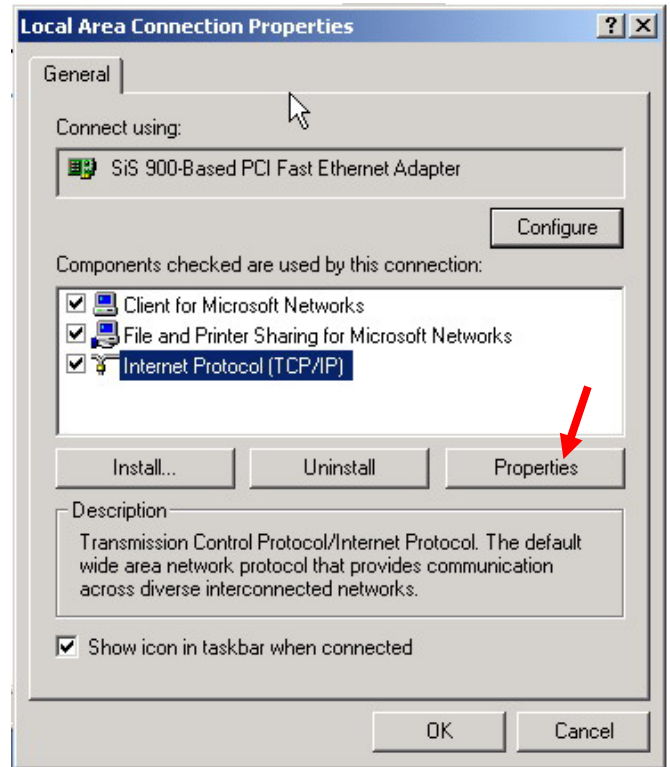 Local Area Connection Properties
General
Connect using:
SiS 900-Based PCI Fast Ethernet Adapter
Configure
Components checked are used by this connection:
Client for Microsoft Networks
File and Printer Sharing for Microsoft Networks
Internet Protocol (TCP/IP)
Install...
Uninstall
Properties
Description
Transmission Control Protocol/Internet Protocol. The default
wide area network protocol that provides communication
across diverse interconnected networks.
Show icon in taskbar when connected
OK
Cancel